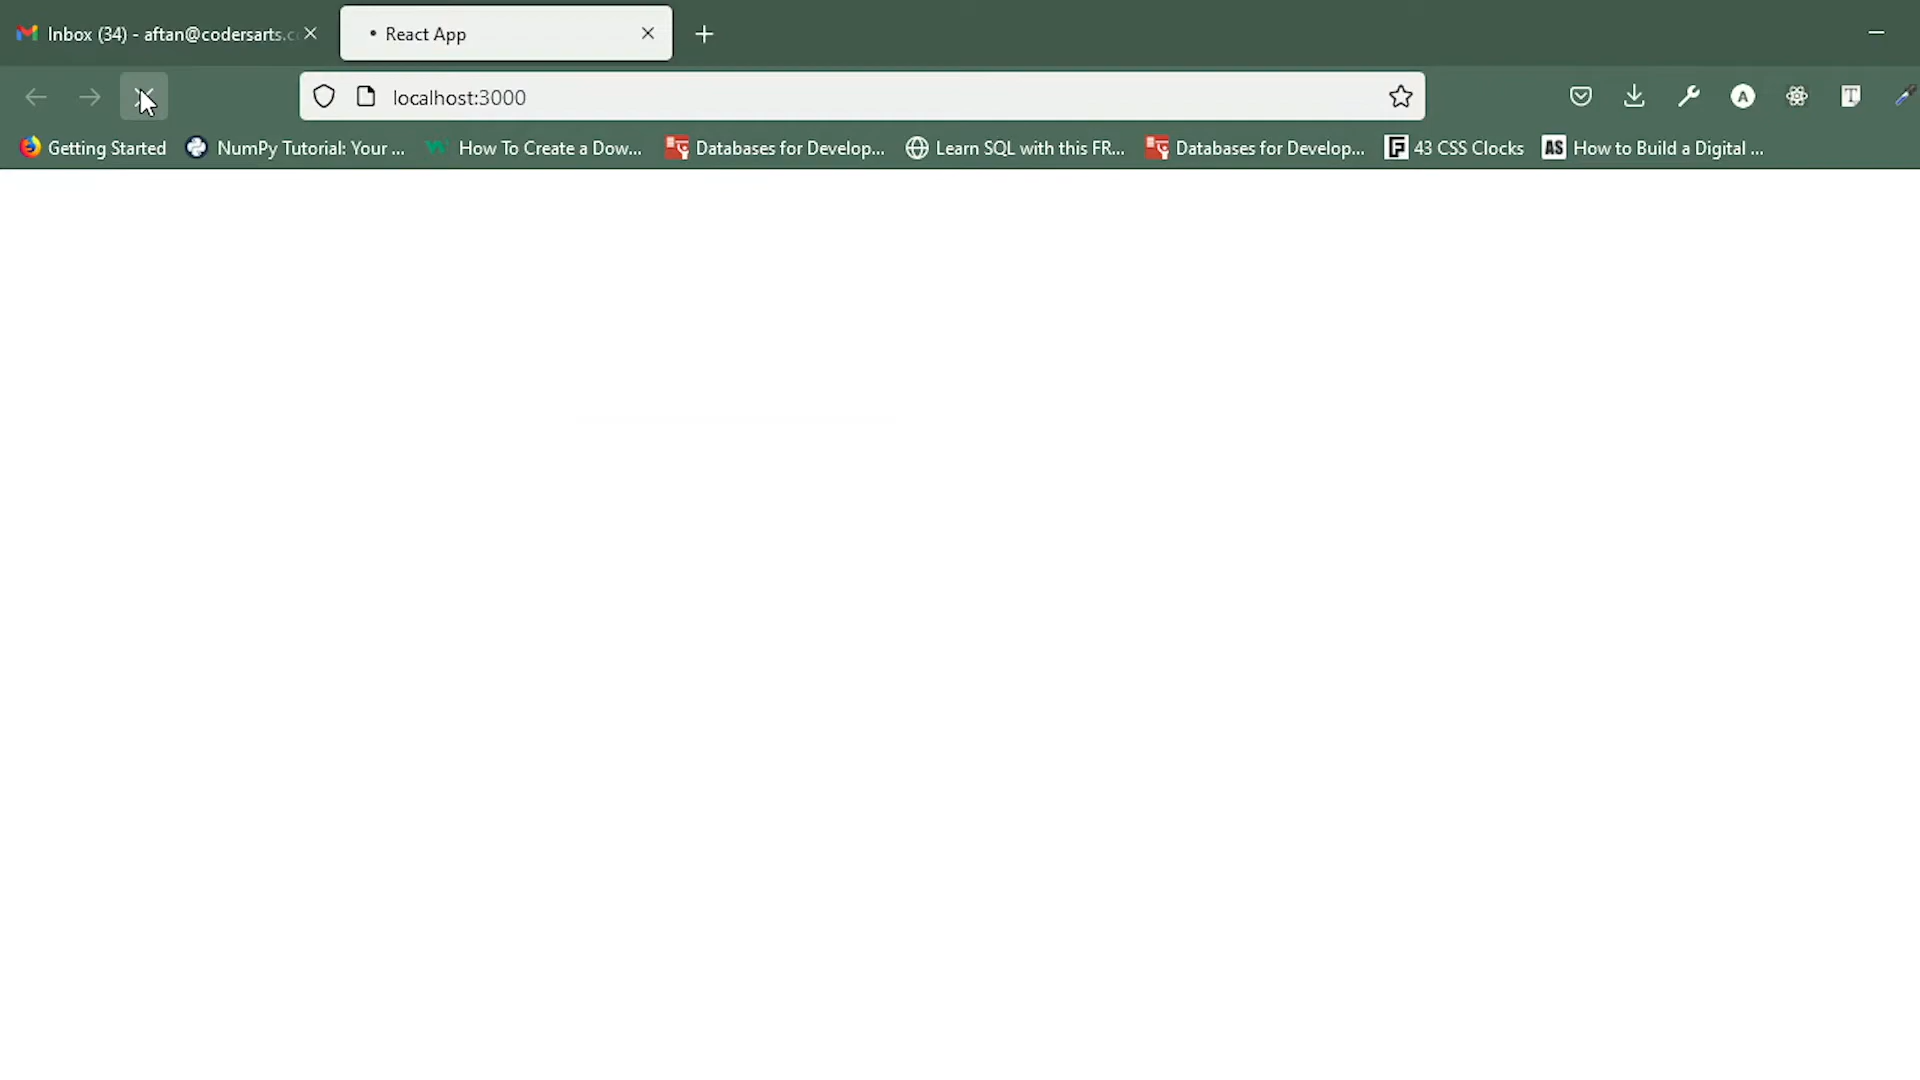 Inbox (34) - aftan@codersarts.c
React App
localhost:3000
Getting Started
NumPy Tutorial: Your ...
How To Create a Dow...
Databases for Develop...
Learn SQL with this FR...
Databases for Develop...
43 CSS Clocks
AS
How to Build a Digital ...
A
T